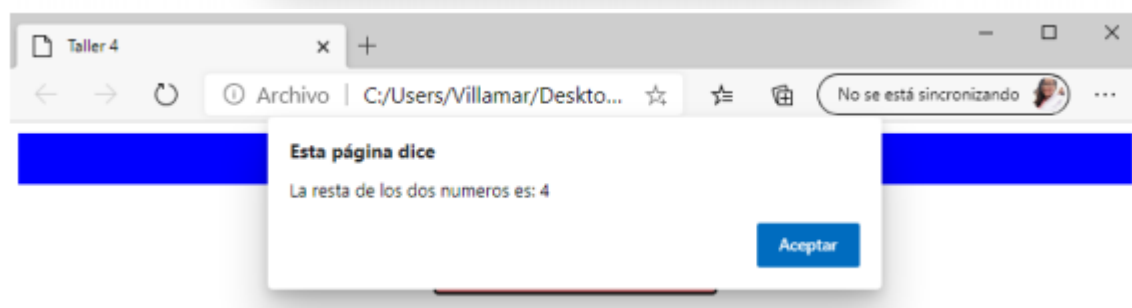 Taller 4
Archivo | C:/Users/Villamar/Deskto...
No se está sincronizando
Esta página dice
La resta de los dos numeros es: 4
Aceptar